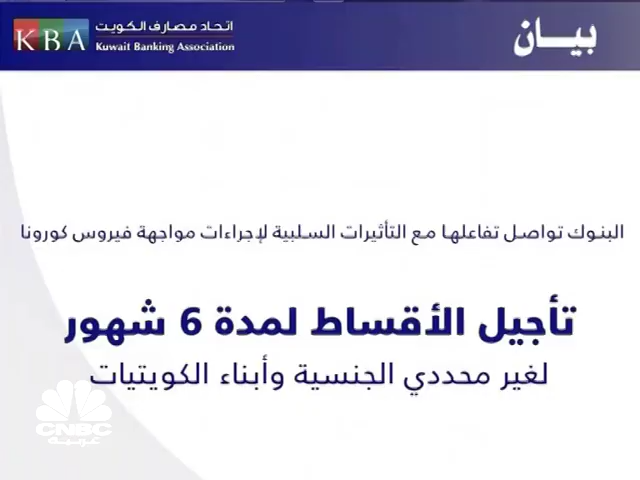 اتحاد مصارف الكويت
KBA Kuwait Banking Association
بيان
البنوك تواصل تفاعلها مع التأثيرات السلبية لإجراءات مواجهة فيروس كورونا
تأجيل الأقساط لمدة 6 شهور
لغير محددي الجنسية وأبناء الكويتيات
CNBC
عربية